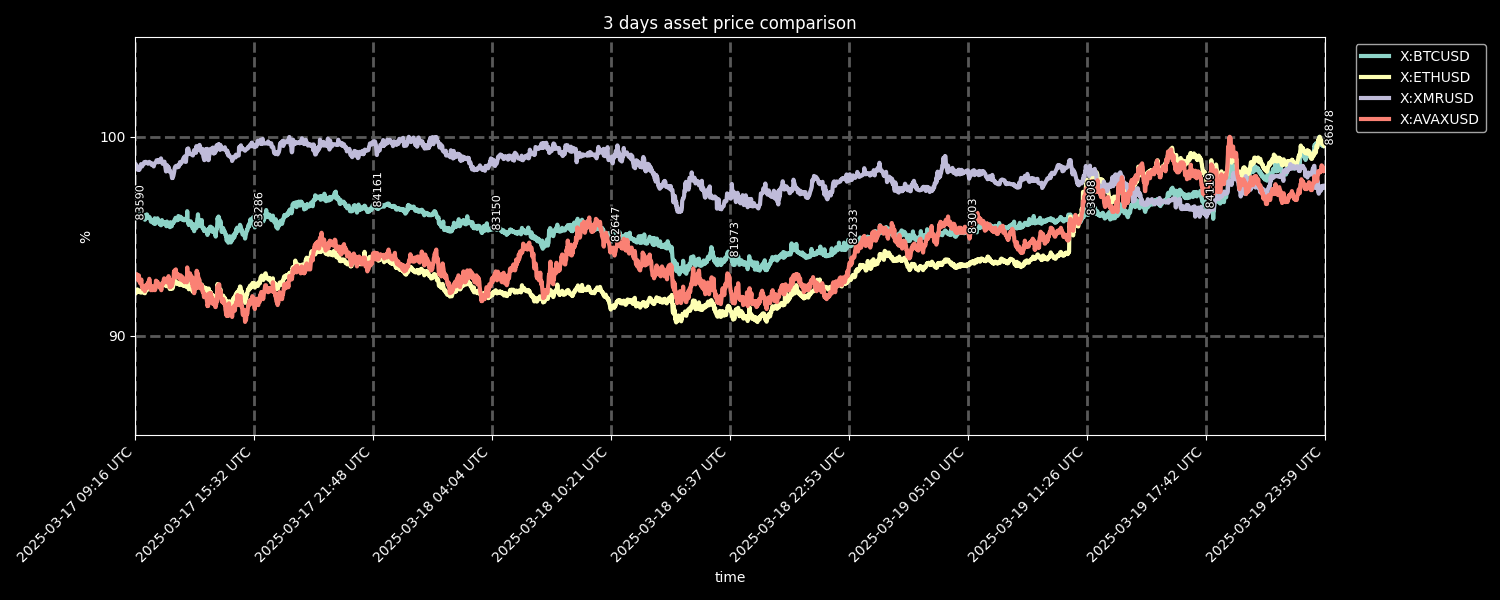 3 days asset price comparison
X:BTCUSD
X:ETHUSD
X:XMRUSD
X:AVAXUSD
100
90
%
83590
83286
84161
83150
82647
81973
82533
83003
83808
84119
86878
2025-03-17 09:16 UTC
2025-03-17 15:32 UTC
2025-03-17 21:48 UTC
2025-03-18 04:04 UTC
2025-03-18 10:21 UTC
2025-03-18 16:37 UTC
2025-03-18 22:53 UTC
2025-03-19 05:10 UTC
2025-03-19 11:26 UTC
2025-03-19 17:42 UTC
2025-03-19 23:59 UTC
time